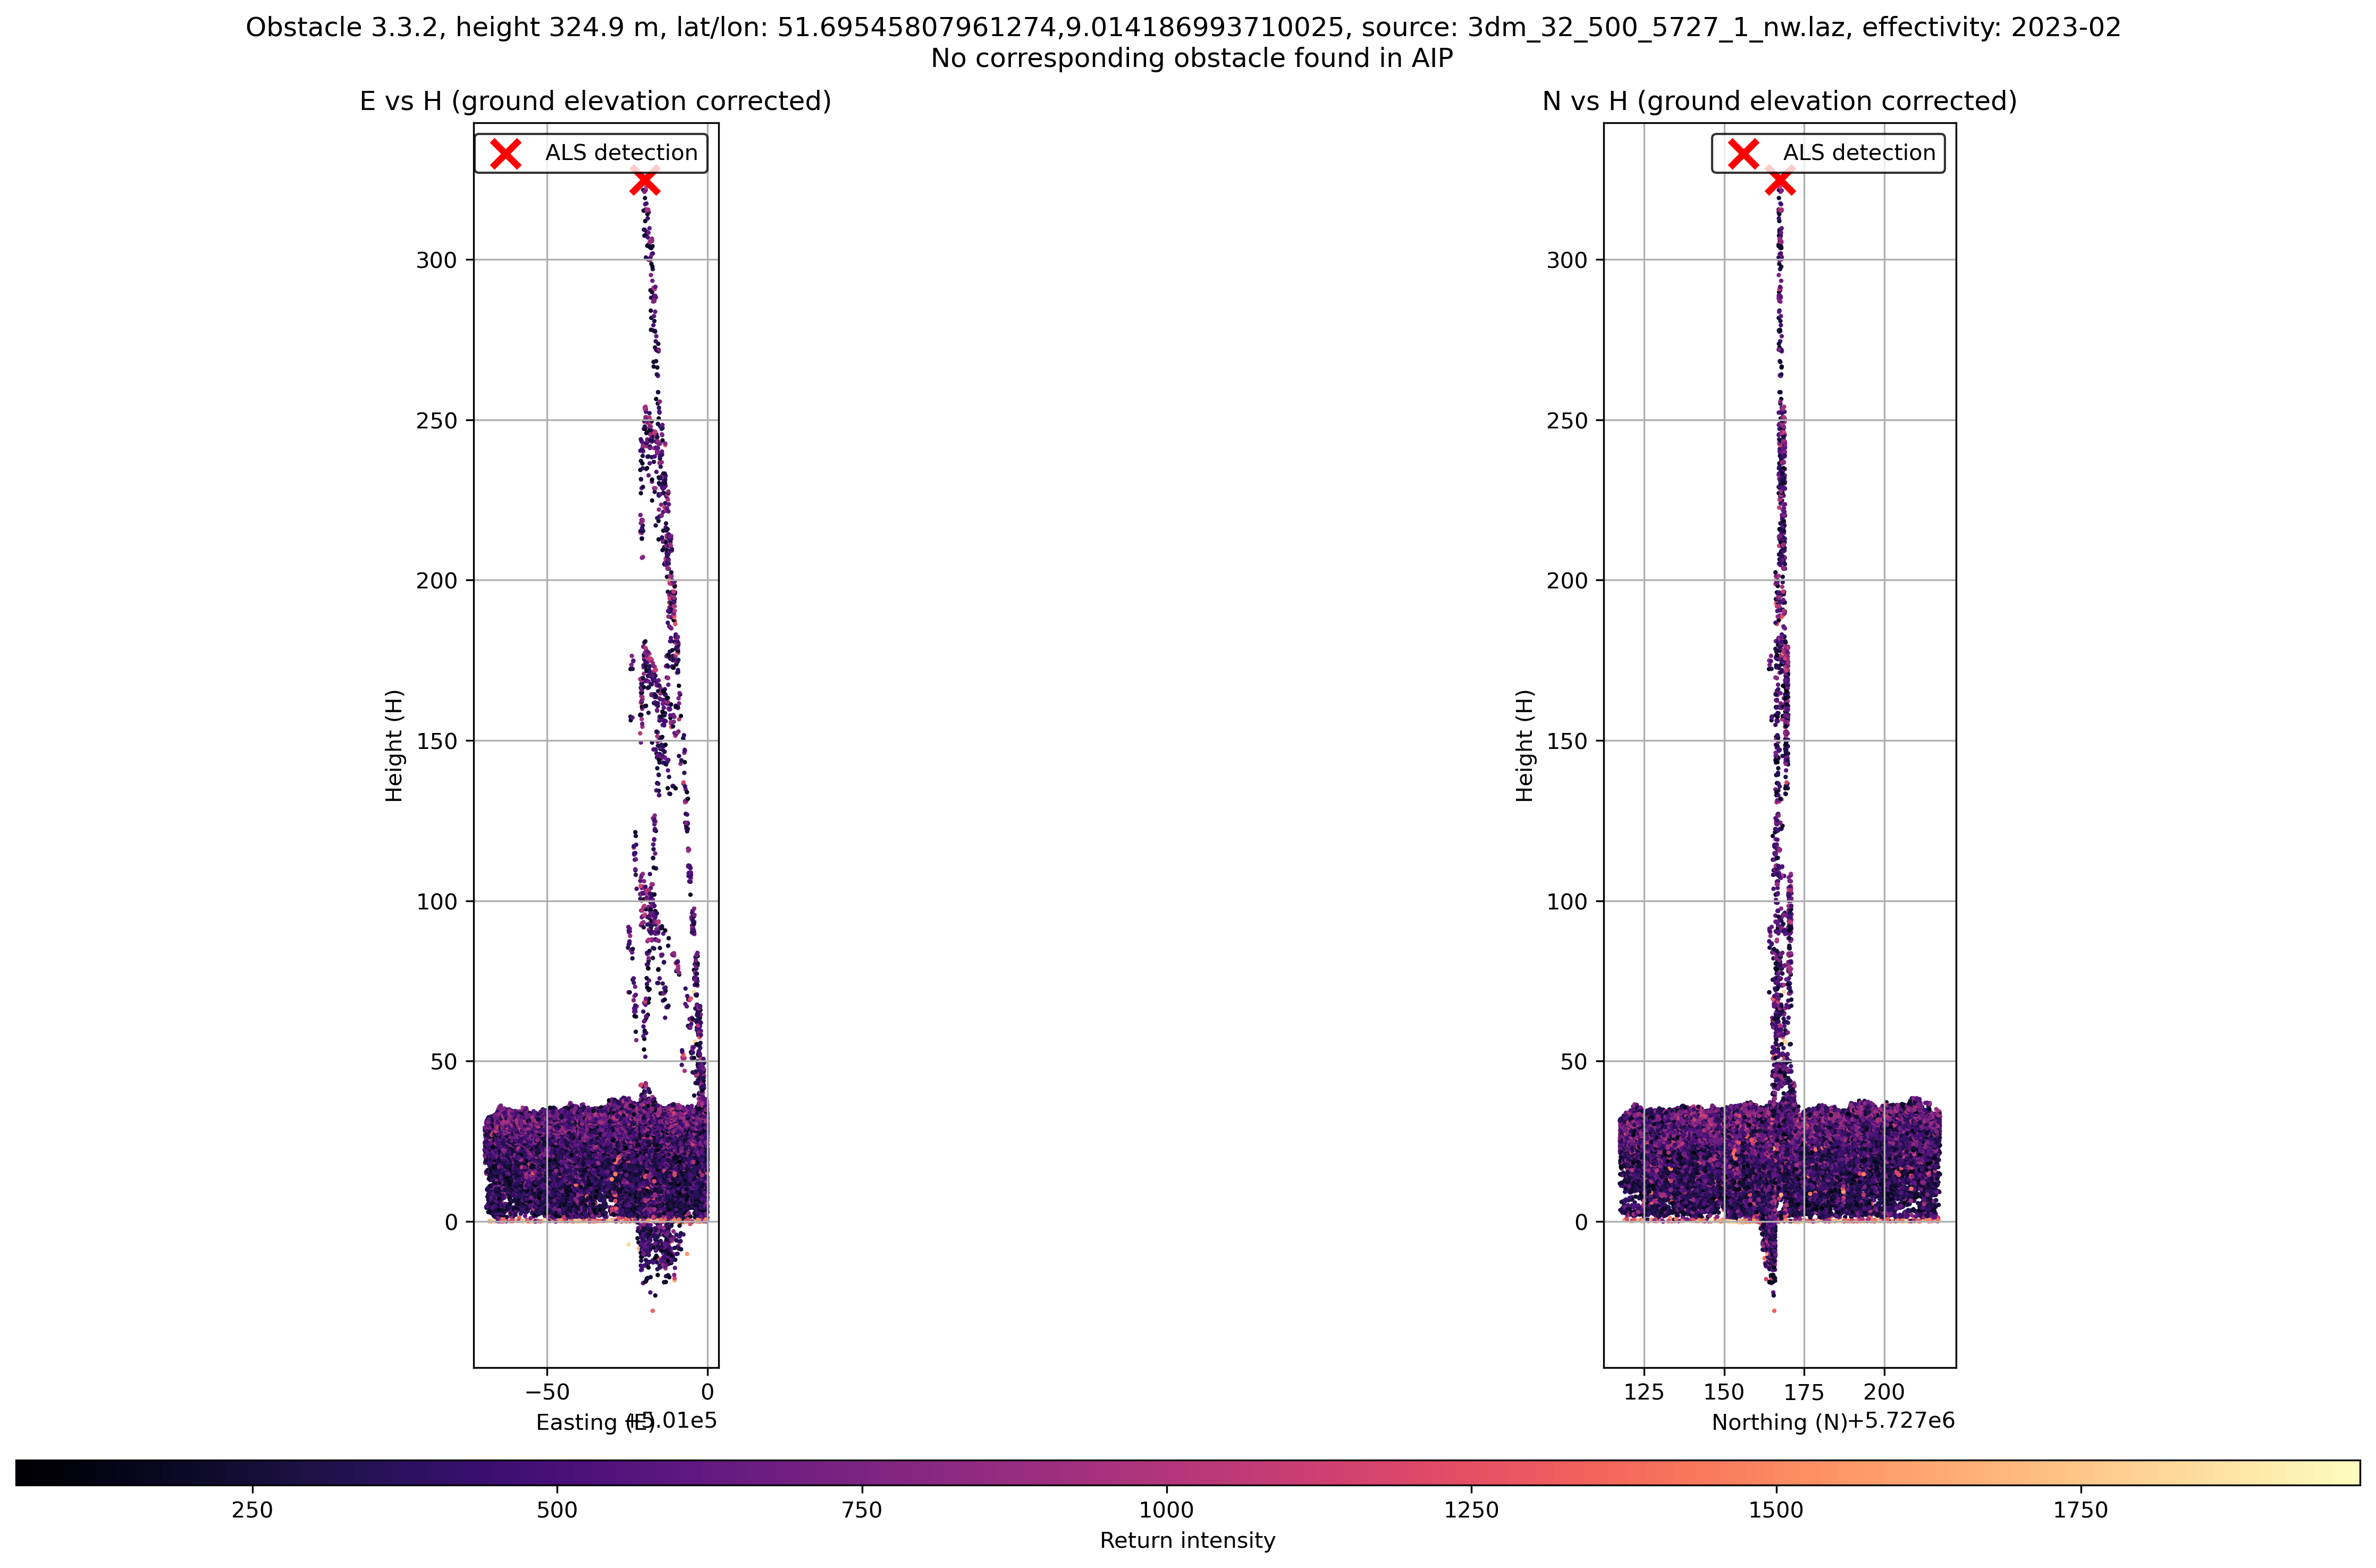 Obstacle 3.3.2, height 324.9 m, lat/lon: 51.69545807961274,9.014186993710025, source: 3dm_32_500_5727_1_nw.laz, effectivity: 2023-02
No corresponding obstacle found in AIP
E vs H (ground elevation corrected)
ALS detection
300
250
200
150
100
50
0
Height (H)
−50
0
Easting (E)
+5.01e5
N vs H (ground elevation corrected)
ALS detection
300
250
200
150
100
50
0
Height (H)
125
150
175
200
Northing (N)
+5.727e6
250
500
750
1000
1250
1500
1750
Return intensity